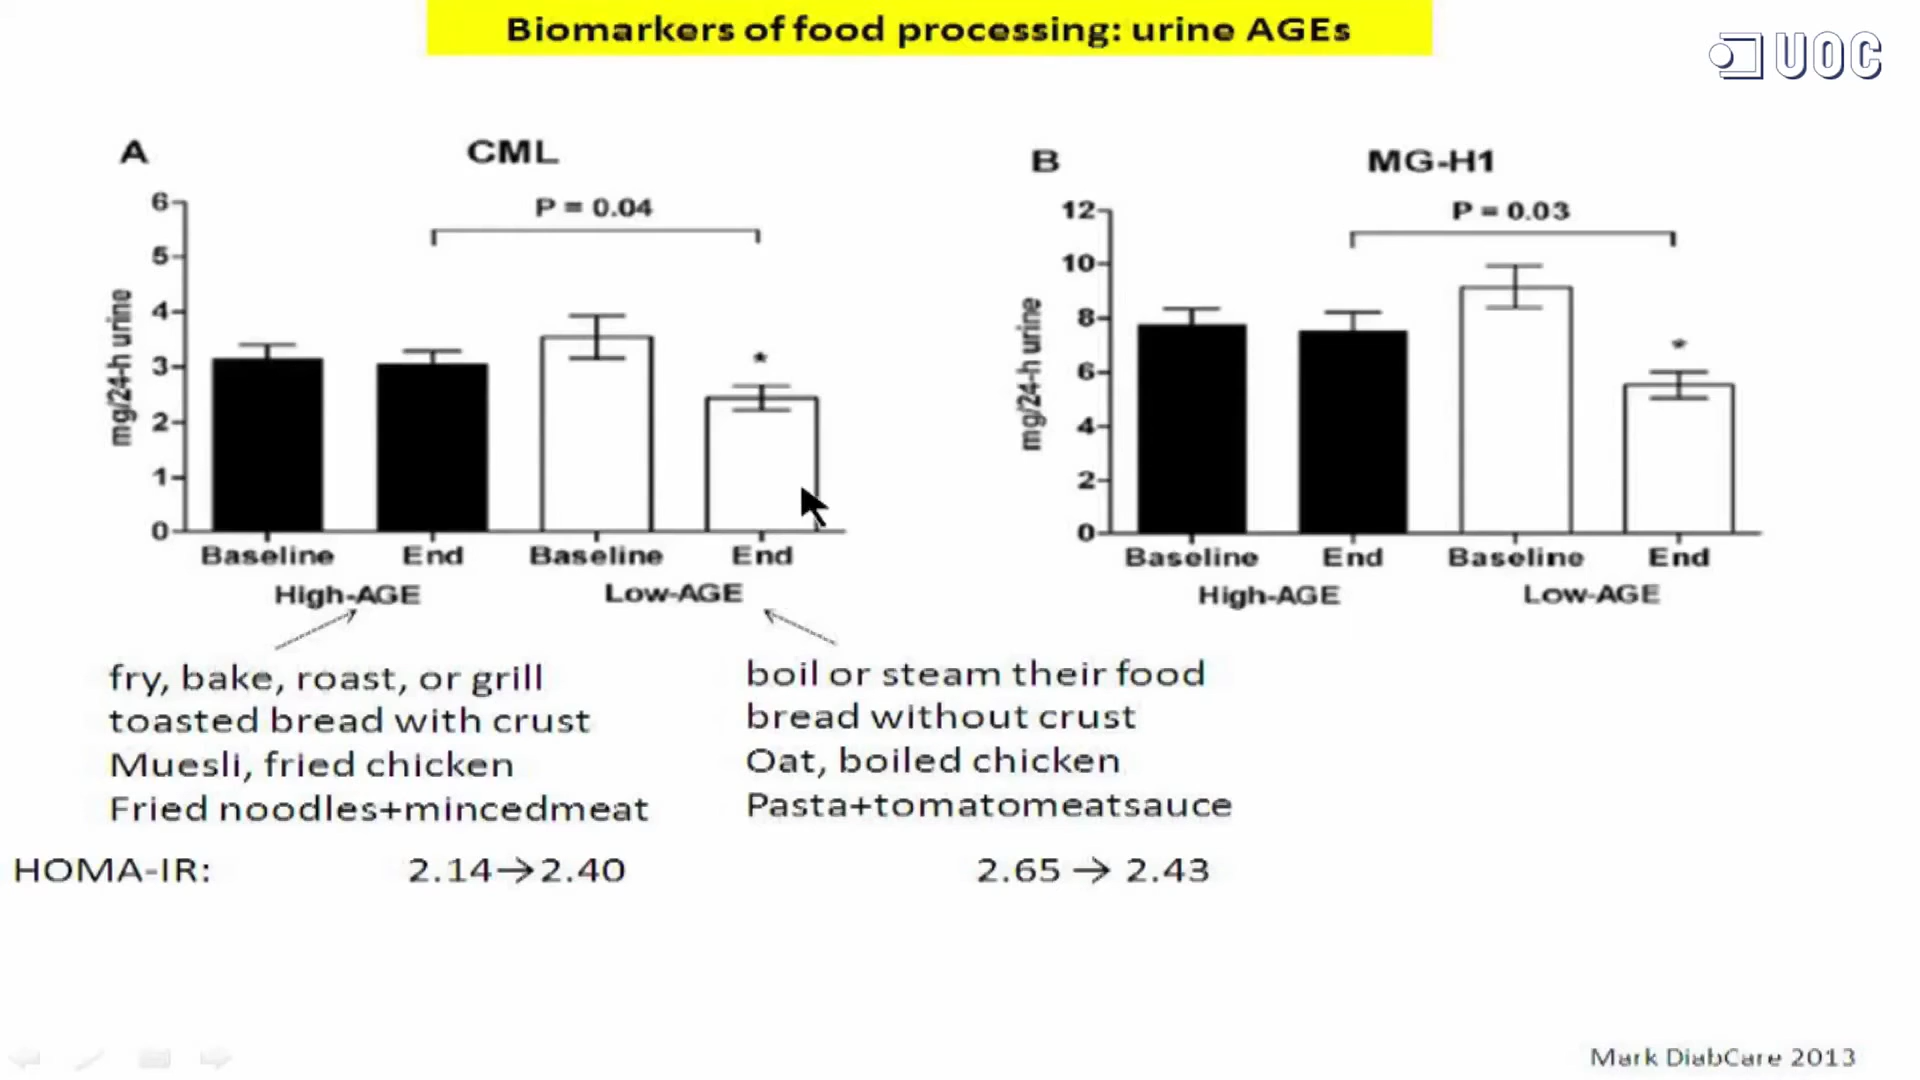 Biomarkers of food processing: urine AGEs
UOC
A
CML
P = 0.04
6
5
4
3
2
1
0
mg/24-h urine
*
Baseline End Baseline End
High-AGE Low-AGE
B
MG-H1
P = 0.03
12
10
8
6
4
2
0
mg/24-h urine
*
Baseline End Baseline End
High-AGE Low-AGE
fry, bake, roast, or grill
toasted bread with crust
Muesli, fried chicken
Fried noodles+mincedmeat
boil or steam their food
bread without crust
Oat, boiled chicken
Pasta+tomatomeatsauce
HOMA-IR: 2.14→2.40 2.65 → 2.43
Mark DiabCare 2013